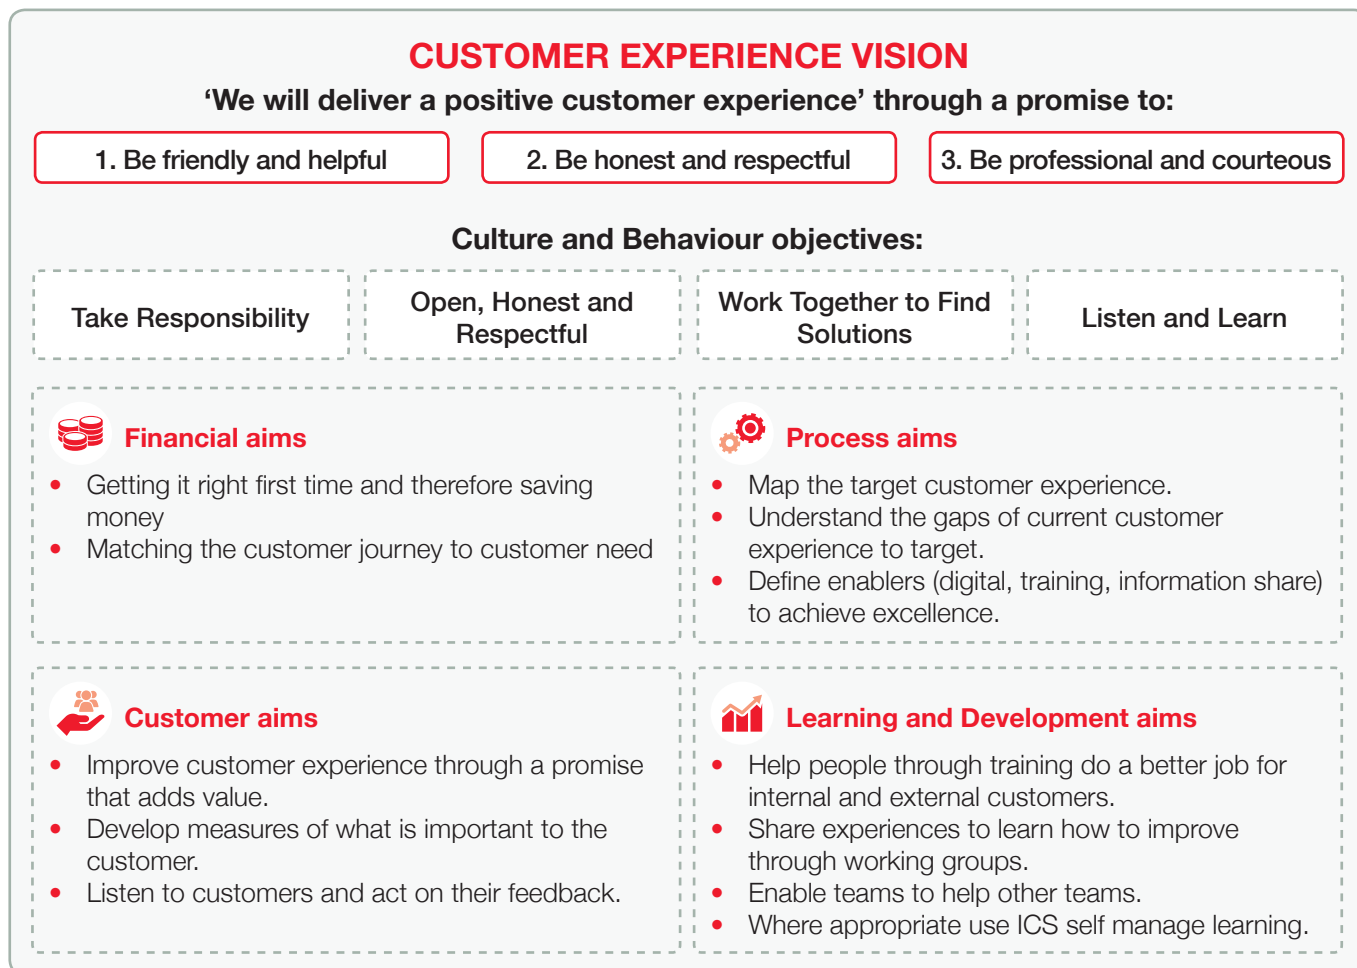 CUSTOMER EXPERIENCE VISION
‘We will deliver a positive customer experience’ through a promise to:
1. Be friendly and helpful
2. Be honest and respectful
3. Be professional and courteous
Culture and Behaviour objectives:
Take Responsibility
Open, Honest and
Respectful
Work Together to Find
Solutions
Listen and Learn
Financial aims
• Getting it right first time and therefore saving
money
• Matching the customer journey to customer need
Process aims
• Map the target customer experience.
• Understand the gaps of current customer
experience to target.
• Define enablers (digital, training, information share)
to achieve excellence.
Customer aims
• Improve customer experience through a promise
that adds value.
• Develop measures of what is important to the
customer.
• Listen to customers and act on their feedback.
Learning and Development aims
• Help people through training do a better job for
internal and external customers.
• Share experiences to learn how to improve
through working groups.
• Enable teams to help other teams.
• Where appropriate use ICS self manage learning.